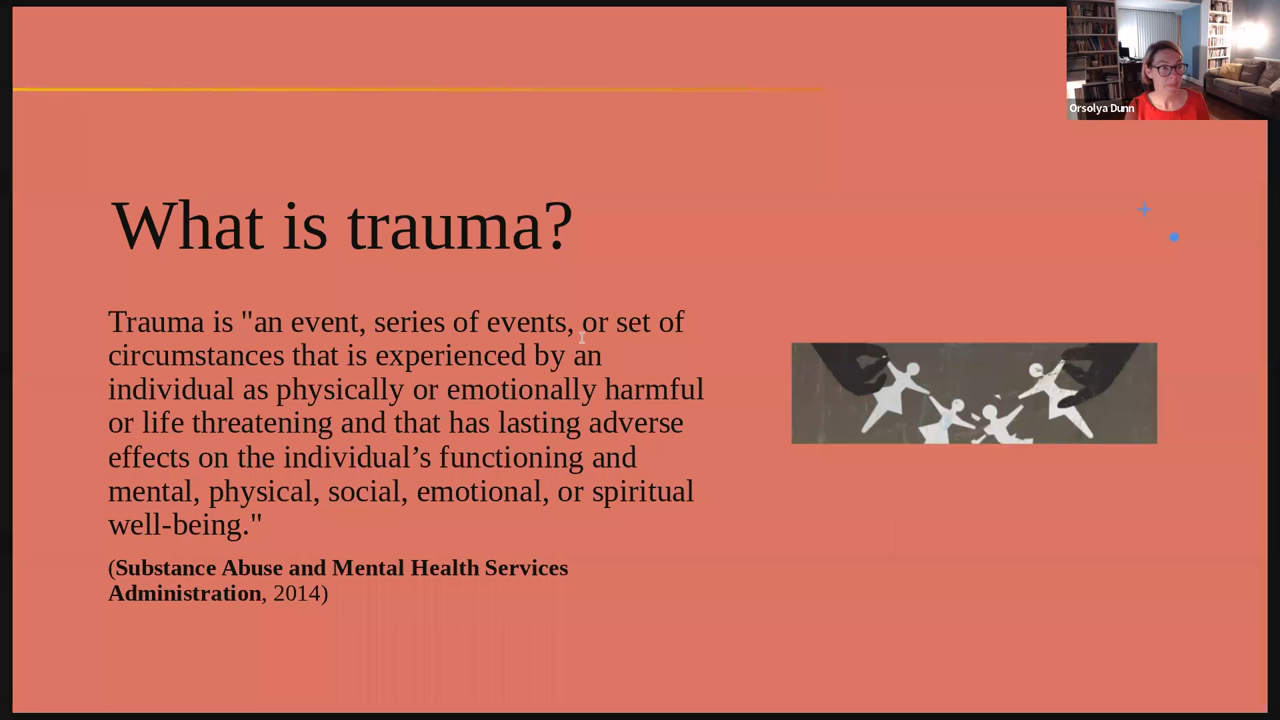 Orsolya Dunn
What is trauma?
Trauma is "an event, series of events, or set of
circumstances that is experienced by an
individual as physically or emotionally harmful
or life threatening and that has lasting adverse
effects on the individual’s functioning and
mental, physical, social, emotional, or spiritual
well-being."
(Substance Abuse and Mental Health Services
Administration, 2014)